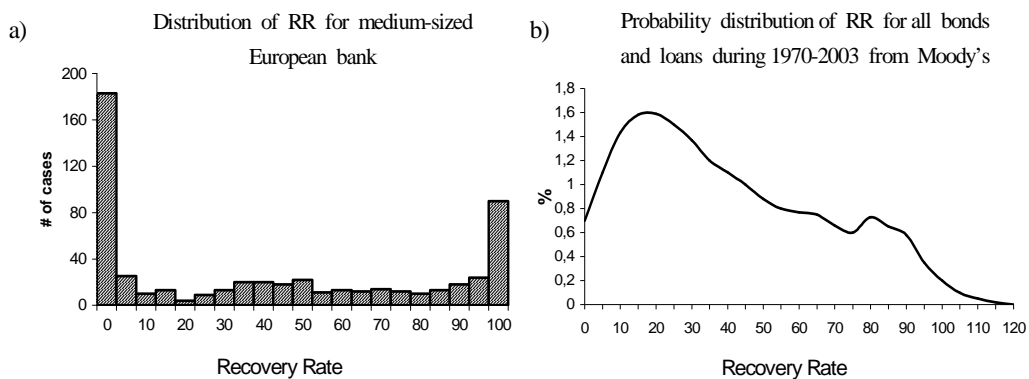 a)
Distribution of RR for medium-sized
European bank
200
160
120
80
40
0
# of cases
0 10 20 30 40 50 60 70 80 90 100
Recovery Rate
b)
Probability distribution of RR for all bonds
and loans during 1970-2003 from Moody's
1,8
1,6
1,4
1,2
1
0,8
0,6
0,4
0,2
0
%
0 10 20 30 40 50 60 70 80 90 100 110 120
Recovery Rate